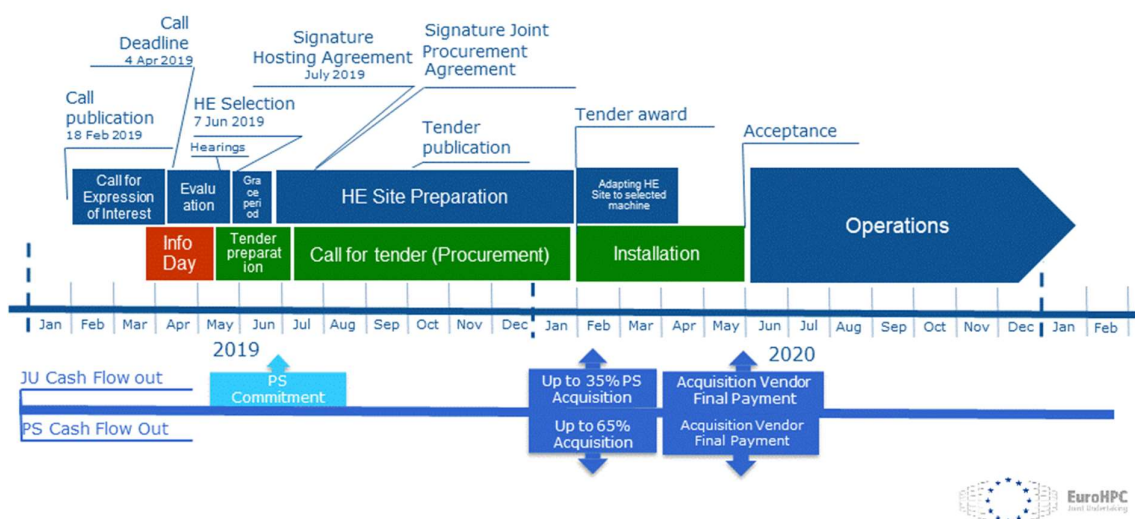 Call
Deadline
4 Apr 2019
Signature
Hosting Agreement
July 2019
Signature Joint
Procurement
Agreement
Call
publication
18 Feb 2019
HE Selection
7 Jun 2019
Hearings
Tender
publication
Tender award
Acceptance
Call for
Expression
of Interest
Evalu
ation
Gra
ce
peri
od
HE Site Preparation
Adapting HE
Site to selected
machine
Operations
Info
Day
Tender
preparat
ion
Call for tender (Procurement)
Installation
Jan Feb Mar Apr May Jun Jul Aug Sep Oct Nov Dec Jan Feb Mar Apr May Jun Jul Aug Sep Oct Nov Dec Jan Feb
2019 2020
JU Cash Flow out
PS
Commitment
Up to 35% PS
Acquisition
Acquisition Vendor
Final Payment
PS Cash Flow Out
Up to 65%
Acquisition
Acquisition Vendor
Final Payment
EuroHPC
Joint Undertaking